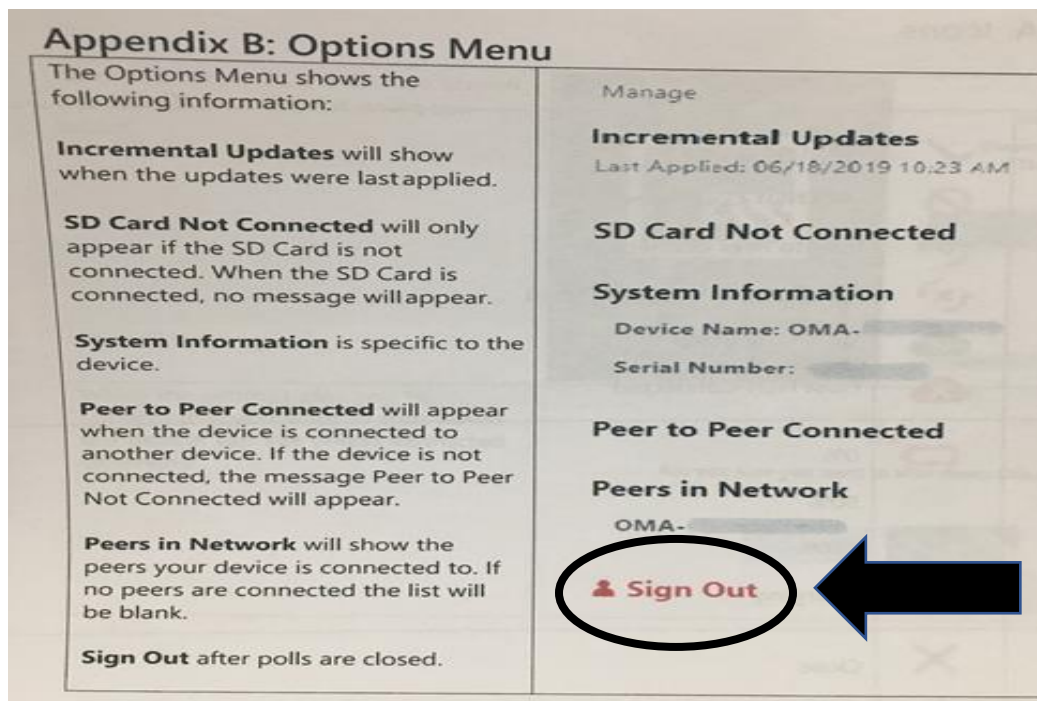 Appendix B: Options Menu
The Options Menu shows the
following information:
Incremental Updates will show
when the updates were last applied.
SD Card Not Connected will only
appear if the SD Card is not
connected. When the SD Card is
connected, no message will appear.
System Information is specific to the
device.
Peer to Peer Connected will appear
when the device is connected to
another device. If the device is not
connected, the message Peer to Peer
Not Connected will appear.
Peers in Network will show the
peers your device is connected to. If
no peers are connected the list will
be blank.
Sign Out after polls are closed.
Manage
Incremental Updates
Last Applied: 06/18/2019 10:23 AM
SD Card Not Connected
System Information
Device Name: OMA-
Serial Number:
Peer to Peer Connected
Peers in Network
OMA-
Sign Out